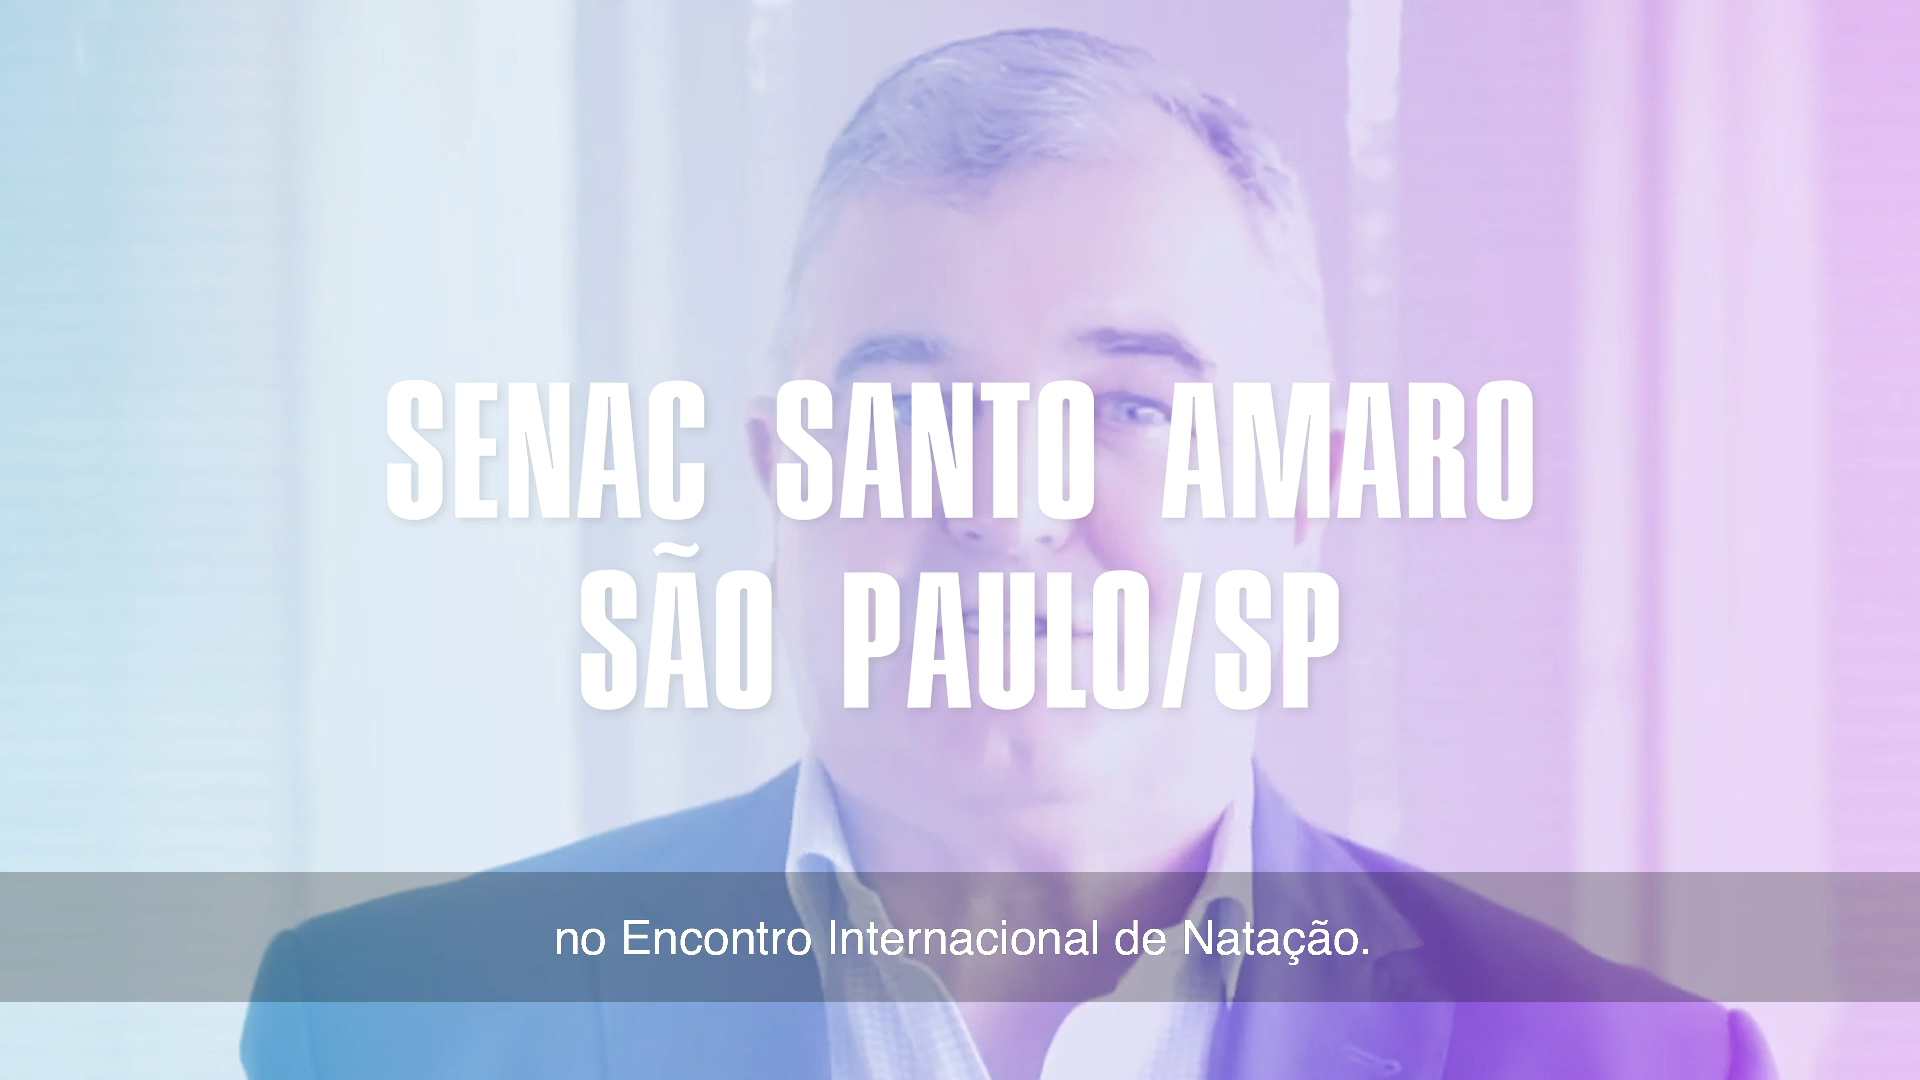 SENAC SANTO AMARO
SÃO PAULO/SP
no Encontro Internacional de Natação.